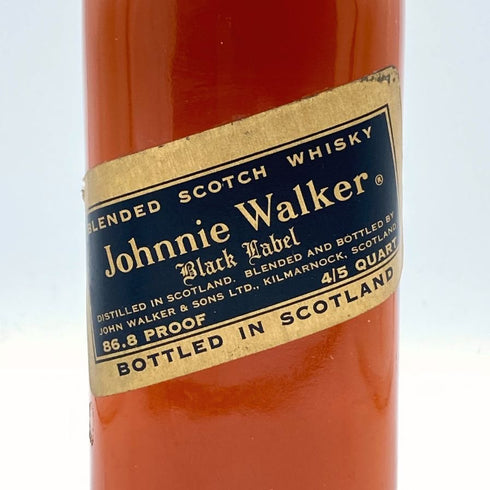 BLENDED SCOTCH WHISKY
Johnnie Walker ®
Black Label
DISTILLED IN SCOTLAND. BLENDED AND BOTTLED BY
JOHN WALKER & SONS LTD., KILMARNOCK, SCOTLAND
86.8 PROOF 4/5 QUART
BOTTLED IN SCOTLAND